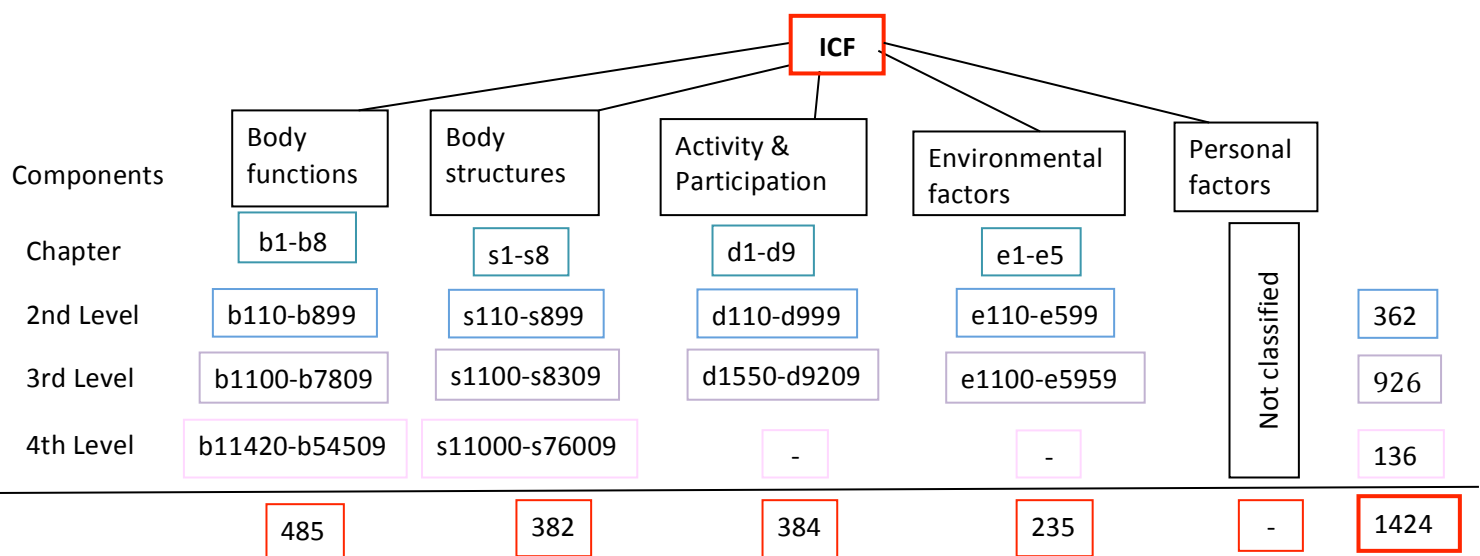 ICF
Body
functions
Body
structures
Activity &
Participation
Environmental
factors
Personal
factors
Components
Chapter
b1-b8
s1-s8
d1-d9
e1-e5
Not classified
2nd Level
b110-b899
s110-s899
d110-d999
e110-e599
362
3rd Level
b1100-b7809
s1100-s8309
d1550-d9209
e1100-e5959
926
4th Level
b11420-b54509
s11000-s76009
-
-
136
485
382
384
235
-
1424